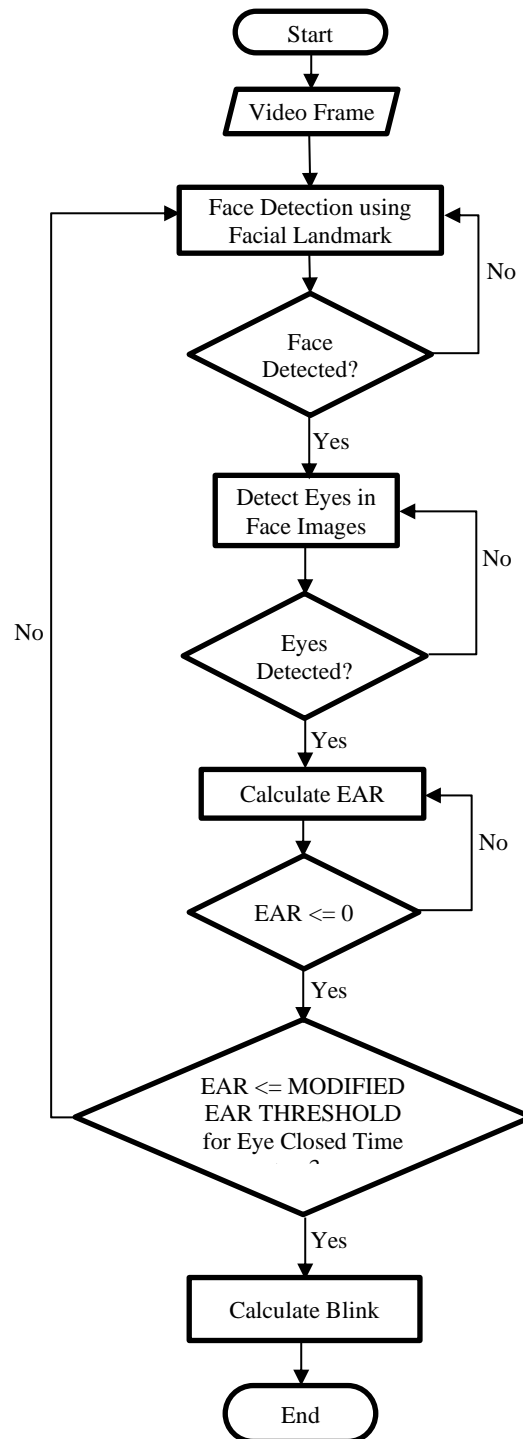 Start
Video Frame
Face Detection using
Facial Landmark
No
Face
Detected?
Yes
Detect Eyes in
Face Images
No
No
Eyes
Detected?
Yes
Calculate EAR
No
EAR <= 0
Yes
EAR <= MODIFIED
EAR THRESHOLD
for Eye Closed Time
Yes
Calculate Blink
End